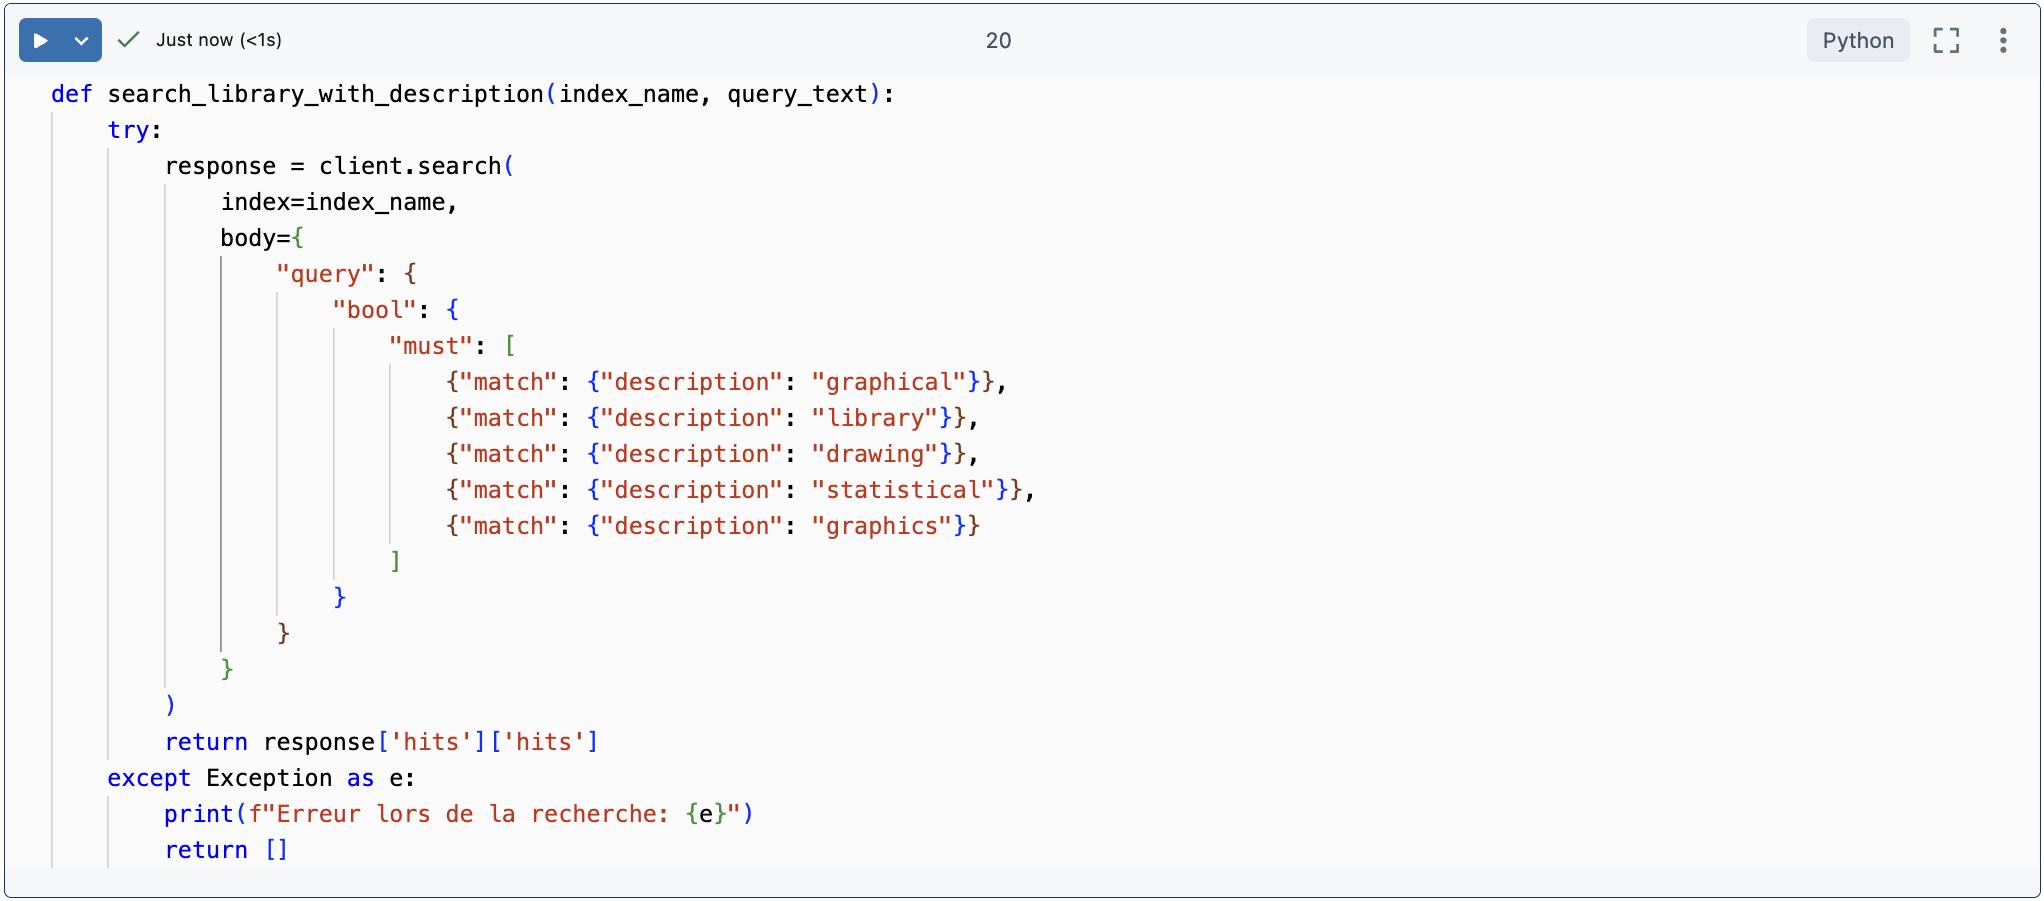 Just now (<1s)
20
Python
def search_library_with_description(index_name, query_text):
    try:
        response = client.search(
            index=index_name,
            body={
                "query": {
                    "bool": {
                        "must": [
                            {"match": {"description": "graphical"}},
                            {"match": {"description": "library"}},
                            {"match": {"description": "drawing"}},
                            {"match": {"description": "statistical"}},
                            {"match": {"description": "graphics"}}
                        ]
                    }
                }
            }
        )
        return response['hits']['hits']
    except Exception as e:
        print(f"Erreur lors de la recherche: {e}")
        return []